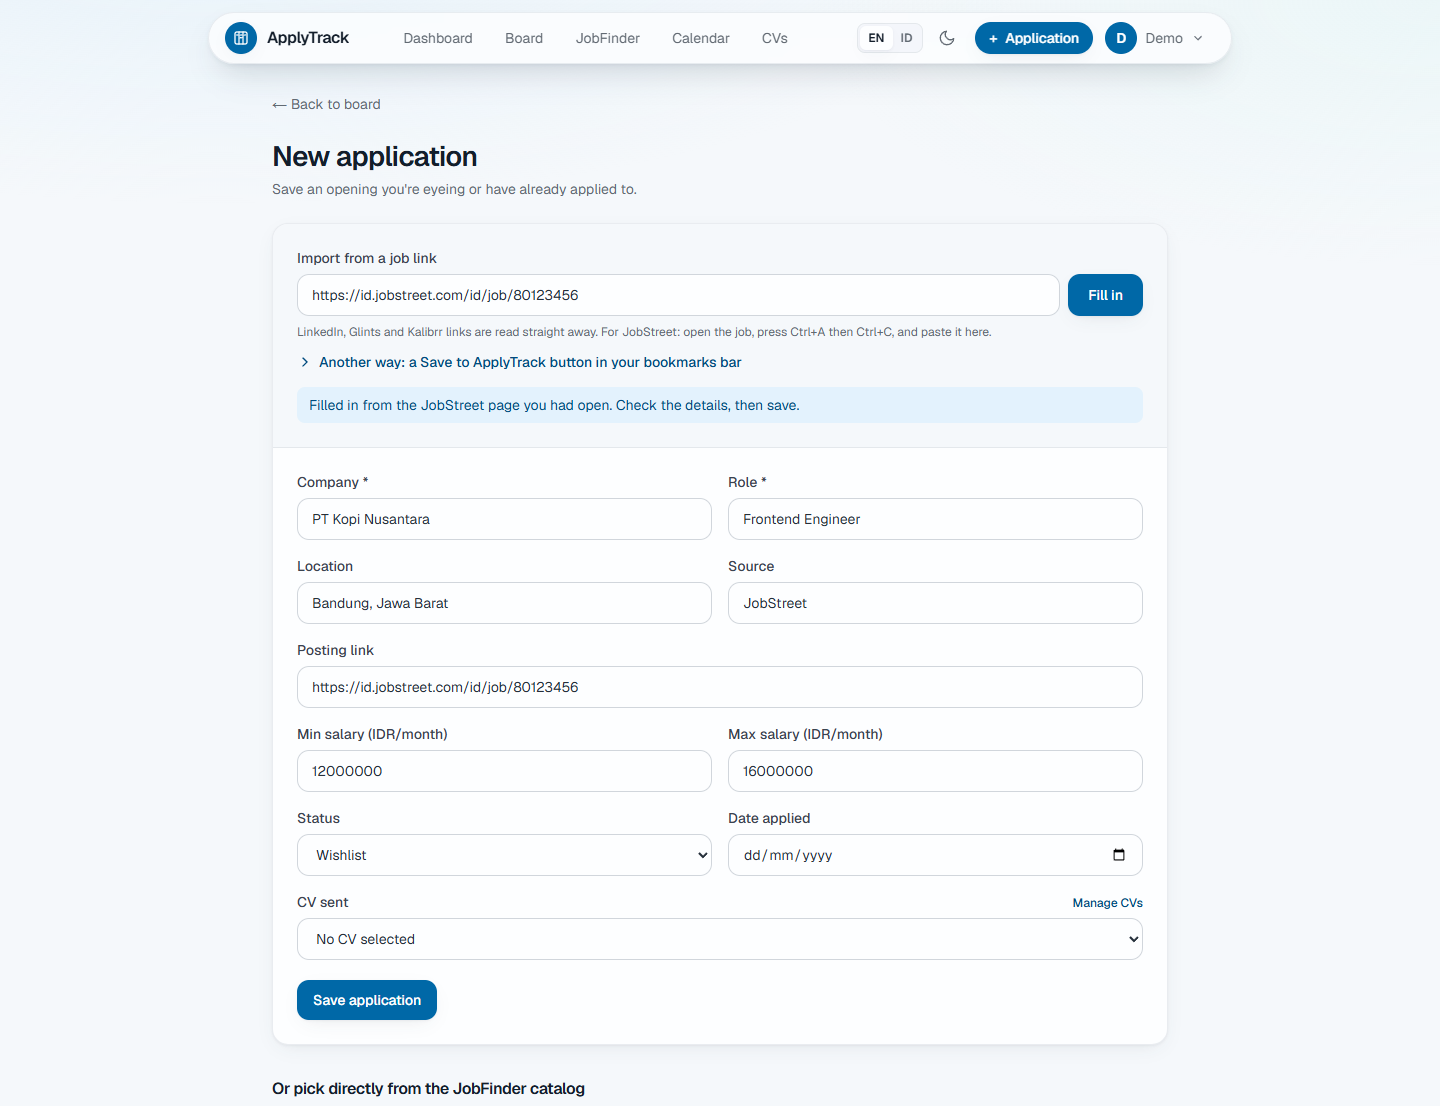 ApplyTrack
Dashboard
Board
JobFinder
Calendar
CVs
EN
ID
+ Application
D
Demo
← Back to board
New application
Save an opening you're eyeing or have already applied to.
Import from a job link
https://id.jobstreet.com/id/job/80123456
Fill in
LinkedIn, Glints and Kalibrr links are read straight away. For JobStreet: open the job, press Ctrl+A then Ctrl+C, and paste it here.
Another way: a Save to ApplyTrack button in your bookmarks bar
Filled in from the JobStreet page you had open. Check the details, then save.
Company *
Role *
PT Kopi Nusantara
Frontend Engineer
Location
Source
Bandung, Jawa Barat
JobStreet
Posting link
https://id.jobstreet.com/id/job/80123456
Min salary (IDR/month)
Max salary (IDR/month)
12000000
16000000
Status
Date applied
Wishlist
dd/mm/yyyy
CV sent
Manage CVs
No CV selected
Save application
Or pick directly from the JobFinder catalog